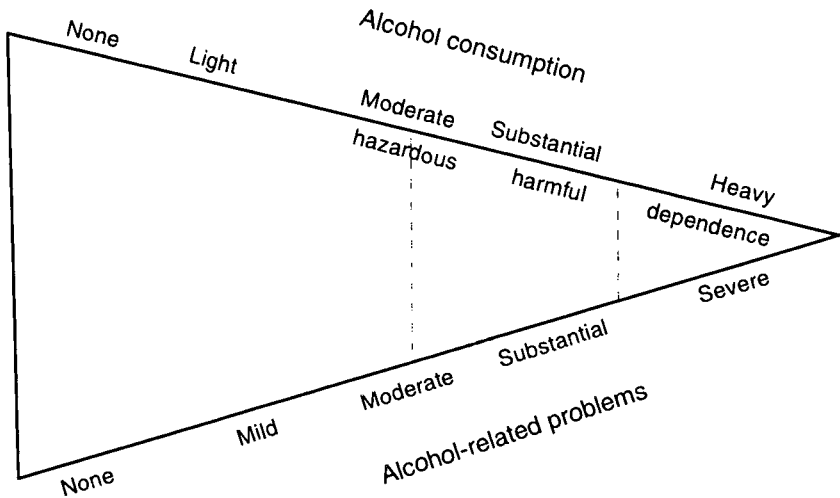 Alcohol consumption
None
Light
Moderate
Substantial
Heavy
hazardous
harmful
dependence
None
Mild
Moderate
Substantial
Severe
Alcohol-related problems